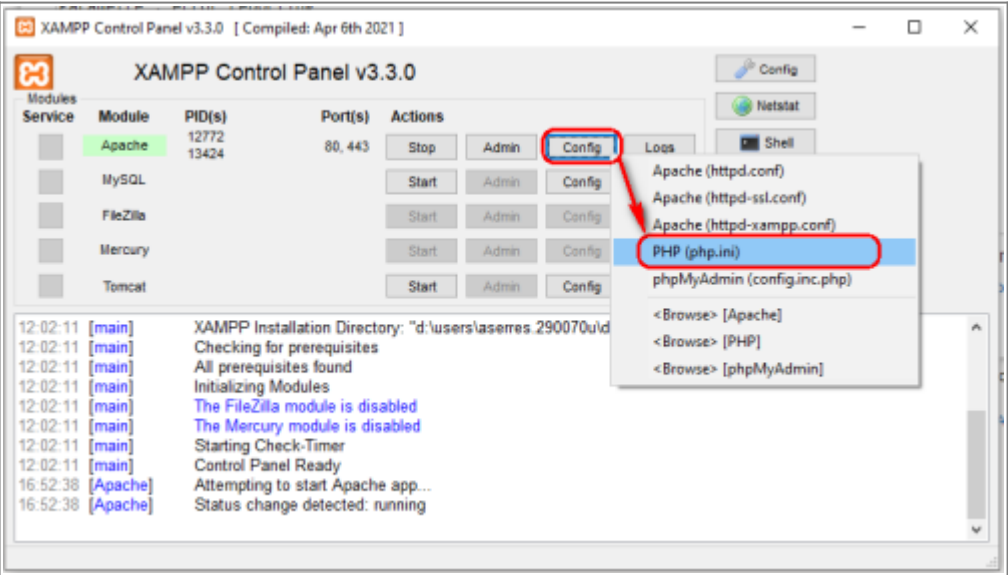 XAMPP Control Panel v3.3.0 [ Compiled: Apr 6th 2021 ]
XAMPP Control Panel v3.3.0
Config
Netstat
Shell
Modules
Service Module PID(s) Port(s) Actions
Apache 12772 13424 80, 443 Stop Admin Config Logs
MySQL Start Admin Config
FileZilla Start Admin Config
Mercury Start Admin Config
Tomcat Start Admin Config
Apache (httpd.conf)
Apache (httpd-ssl.conf)
Apache (httpd-xampp.conf)
PHP (php.ini)
phpMyAdmin (config.inc.php)
<Browse> [Apache]
<Browse> [PHP]
<Browse> [phpMyAdmin]
12:02:11 [main] XAMPP Installation Directory: "d:\users\aserres.290070u\d
12:02:11 [main] Checking for prerequisites
12:02:11 [main] All prerequisites found
12:02:11 [main] Initializing Modules
12:02:11 [main] The FileZilla module is disabled
12:02:11 [main] The Mercury module is disabled
12:02:11 [main] Starting Check-Timer
12:02:11 [main] Control Panel Ready
16:52:38 [Apache] Attempting to start Apache app...
16:52:38 [Apache] Status change detected: running